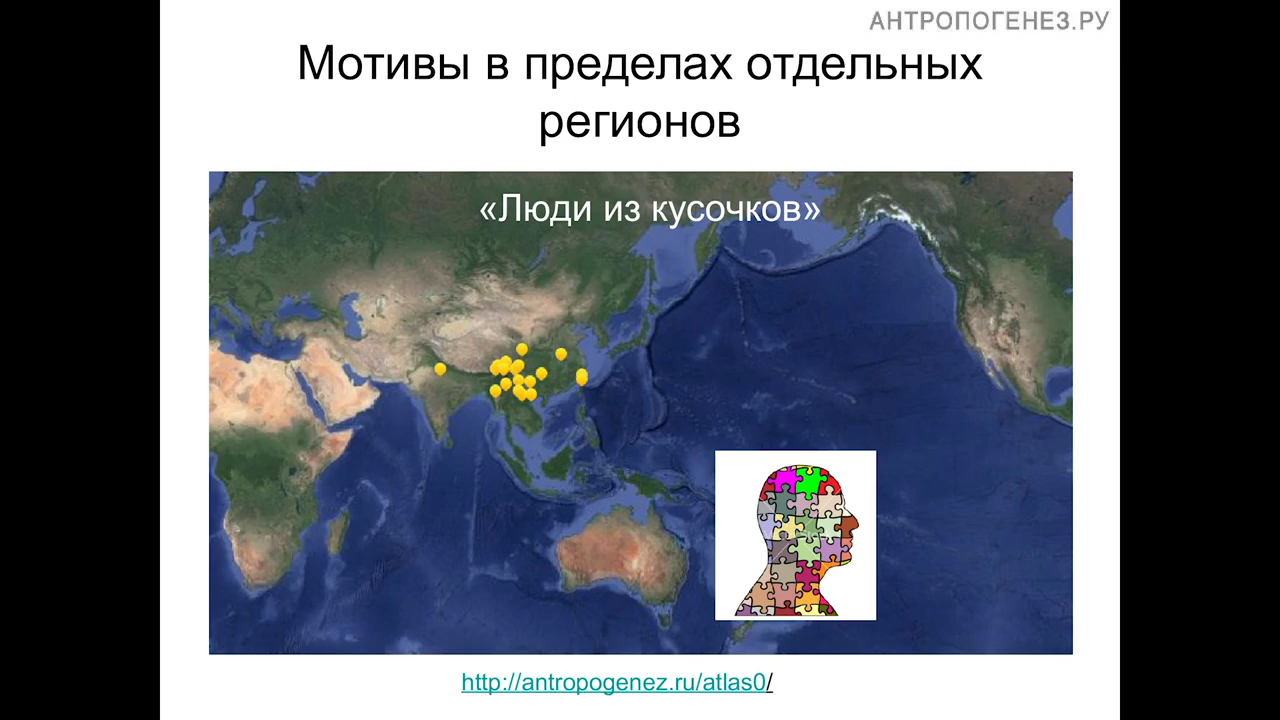 АНТРОПОГЕНЕЗ.РУ
Мотивы в пределах отдельных
регионов
«Люди из кусочков»
http://antropogenez.ru/atlas0/